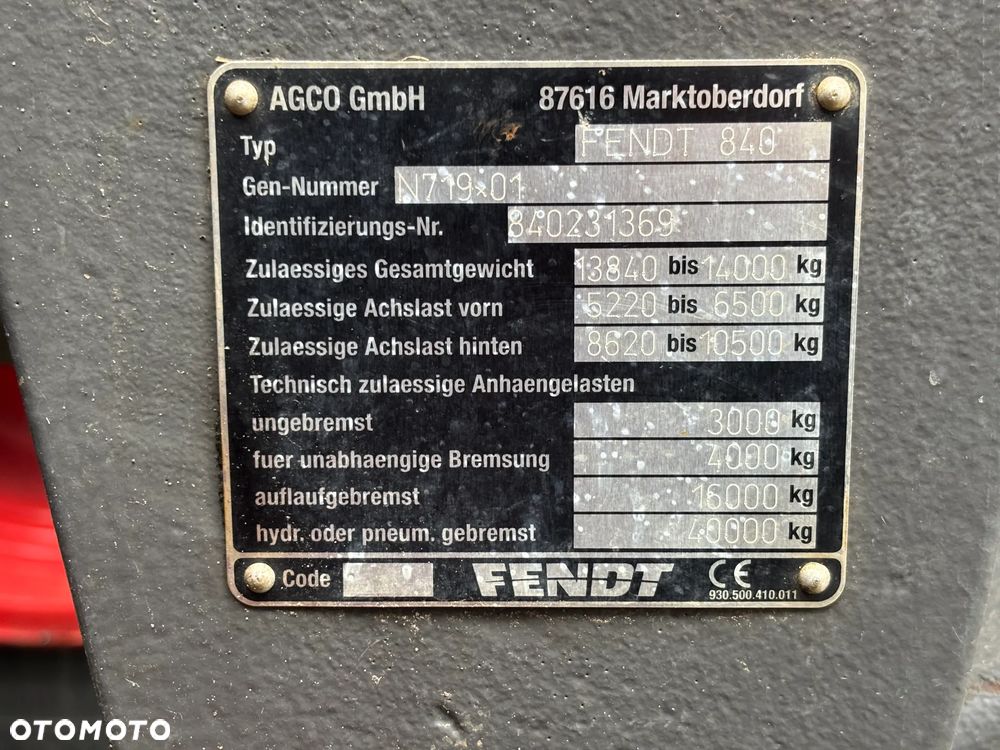 AGCO GmbH 87616 Marktoberdorf
Typ FENDT 840
Gen-Nummer N719*01
Identifizierungs-Nr. 840231369
Zulaessiges Gesamtgewicht 13840 bis 14000 kg
Zulaessige Achslast vorn 5220 bis 6500 kg
Zulaessige Achslast hinten 8620 bis 10500 kg
Technisch zulaessige Anhaengelasten
ungebremst 3000 kg
fuer unabhaengige Bremsung 4000 kg
auflaufgebremst 16000 kg
hydr. oder pneum. gebremst 40000 kg
Code FENDT CE
930.500.410.011
OTOMOTO